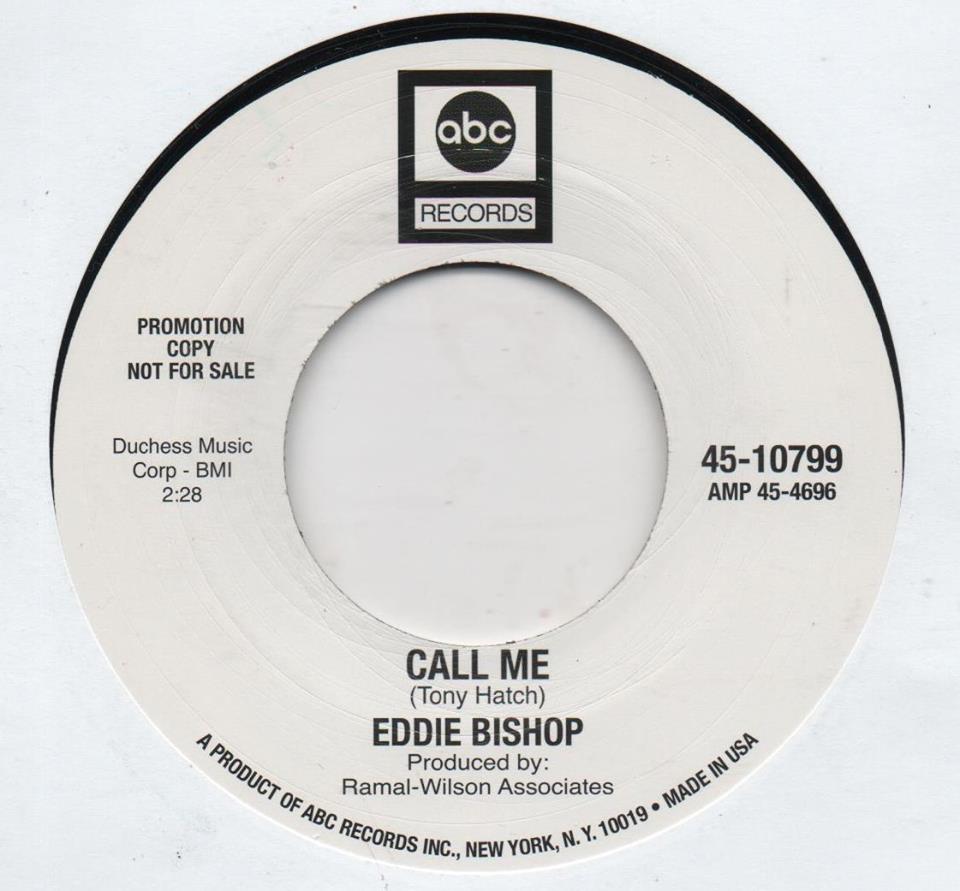 abc
RECORDS
PROMOTION
COPY
NOT FOR SALE
Duchess Music
Corp - BMI
2:28
45-10799
AMP 45-4696
CALL ME
(Tony Hatch)
EDDIE BISHOP
Produced by:
Ramal-Wilson Associates
A PRODUCT OF ABC RECORDS INC., NEW YORK, N. Y. 10019 • MADE IN USA